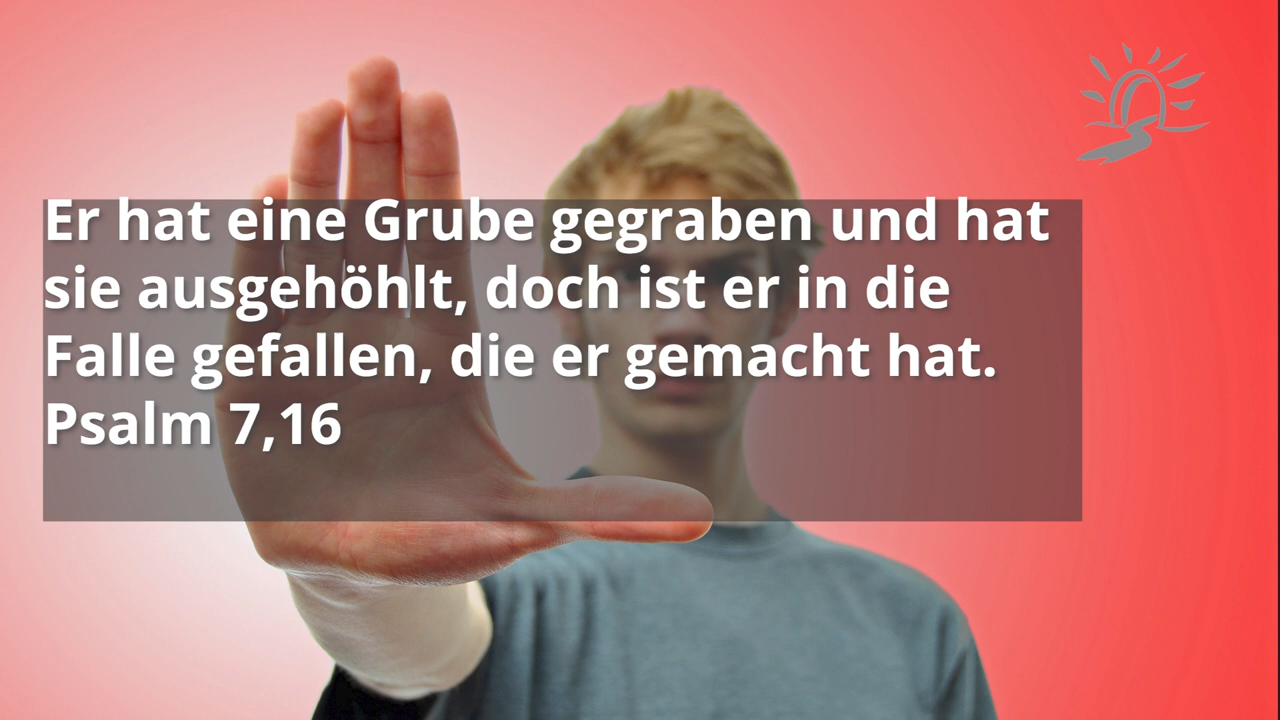 Er hat eine Grube gegraben und hat
sie ausgehöhlt, doch ist er in die
Falle gefallen, die er gemacht hat.
Psalm 7,16